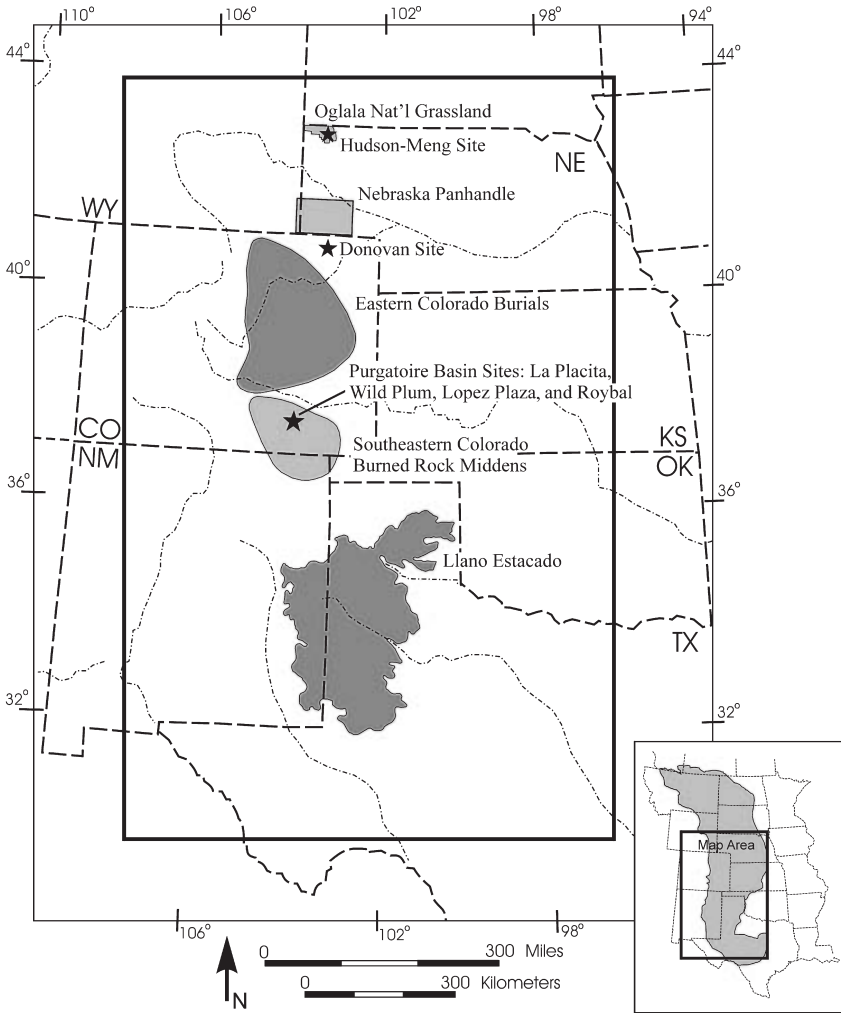 110°
106°
102°
98°
94°
44°
44°
Oglala Nat'l Grassland
Hudson-Meng Site
NE
Nebraska Panhandle
WY
Donovan Site
40°
40°
Eastern Colorado Burials
Purgatoire Basin Sites: La Placita,
Wild Plum, Lopez Plaza, and Roybal
CO
KS
NM
Southeastern Colorado
Burned Rock Middens
OK
36°
36°
Llano Estacado
TX
32°
32°
Map Area
106°
102°
98°
0 300 Miles
0 300 Kilometers
N